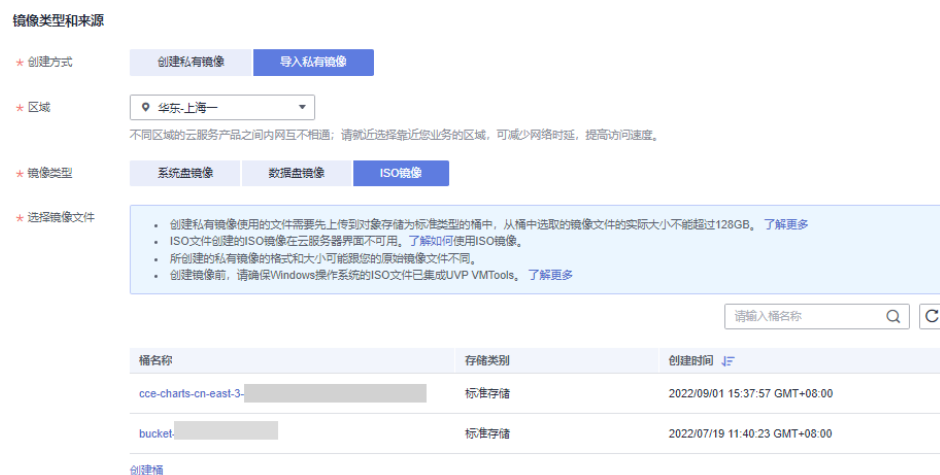 镜像类型和来源
★ 创建方式 创建私有镜像 导入私有镜像
★ 区域 华东-上海一
不同区域的云服务产品之间内网互不相通；请就近选择靠近您业务的区域，可减少网络时延，提高访问速度。
★ 镜像类型 系统盘镜像 数据盘镜像 ISO镜像
★ 选择镜像文件
• 创建私有镜像使用的文件需要先上传到对象存储为标准类型的桶中，从桶中选取的镜像文件的实际大小不能超过128GB。 了解更多
• ISO文件创建的ISO镜像在云服务器界面不可用。了解如何使用ISO镜像。
• 所创建的私有镜像的格式和大小可能跟您的原始镜像文件不同。
• 创建镜像前，请确保Windows操作系统的ISO文件已集成UVP VMTools。 了解更多
请输入桶名称
桶名称 存储类别 创建时间
cce-charts-cn-east-3- 标准存储 2022/09/01 15:37:57 GMT+08:00
bucket- 标准存储 2022/07/19 11:40:23 GMT+08:00
创建桶